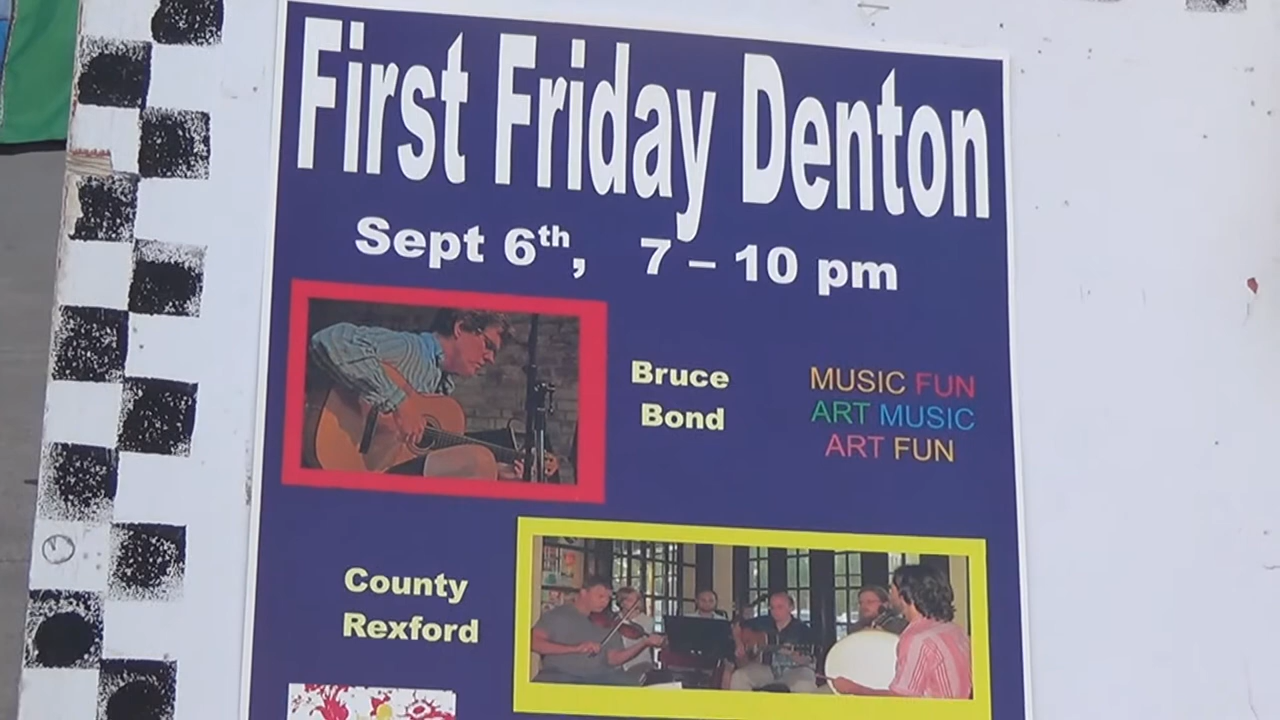 First Friday Denton
Sept 6th, 7 – 10 pm
Bruce
Bond
MUSIC FUN
ART MUSIC
ART FUN
County
Rexford